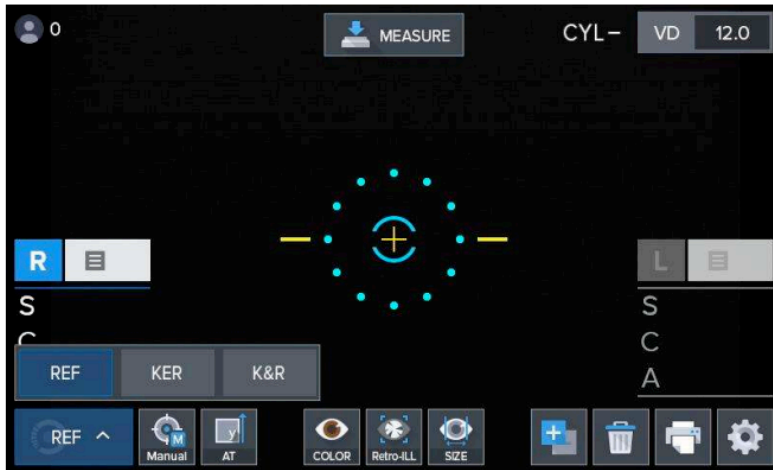 0
MEASURE
CYL-
VD 12.0
R
L
S
S
C
C
A
REF KER K&R
REF
M
Manual
y
AT
COLOR
Retro-ILL
SIZE